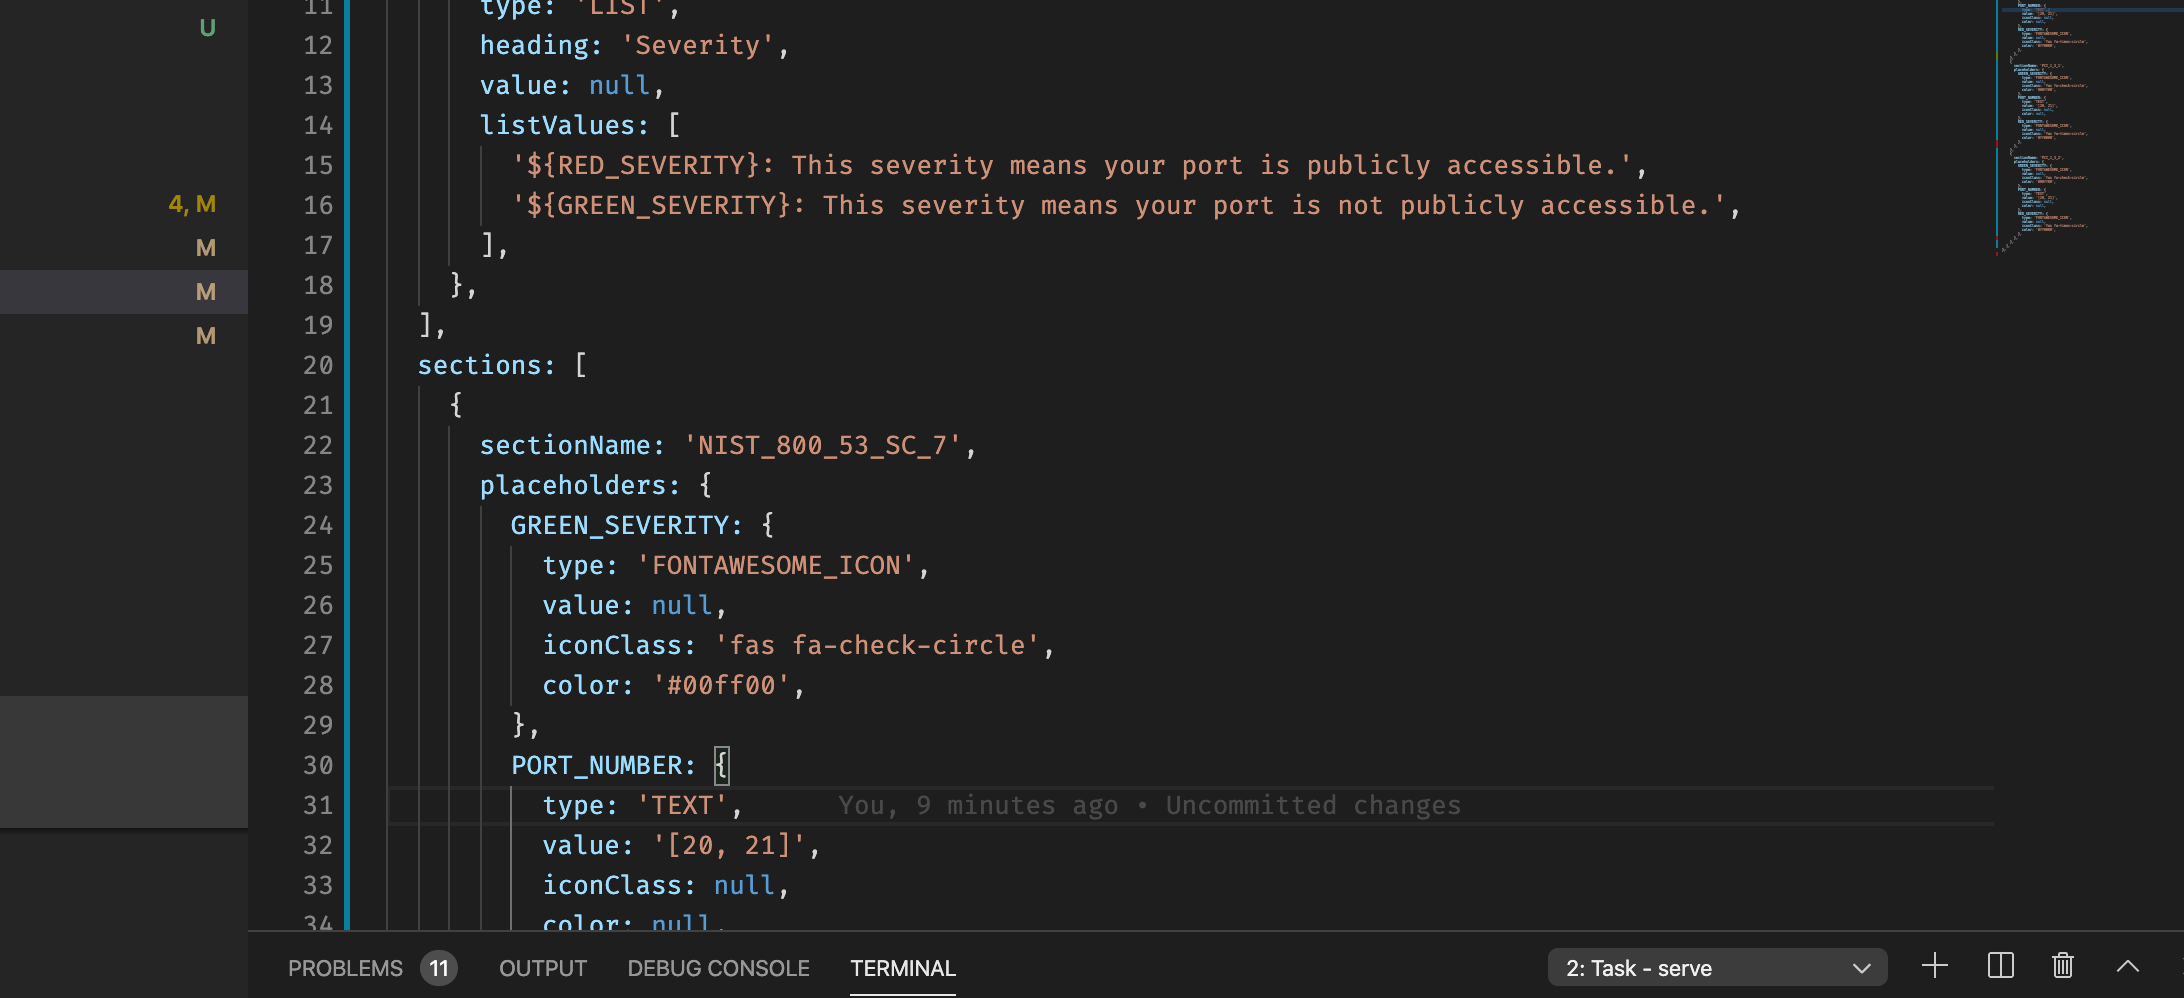 U
4, M
M
M
M
11 type: 'LIST',
12 heading: 'Severity',
13 value: null,
14 listValues: [
15 '${RED_SEVERITY}: This severity means your port is publicly accessible.',
16 '${GREEN_SEVERITY}: This severity means your port is not publicly accessible.',
17 ],
18 },
19 ],
20 sections: [
21 {
22 sectionName: 'NIST_800_53_SC_7',
23 placeholders: {
24 GREEN_SEVERITY: {
25 type: 'FONTAWESOME_ICON',
26 value: null,
27 iconClass: 'fas fa-check-circle',
28 color: '#00ff00',
29 },
30 PORT_NUMBER: {
31 type: 'TEXT', You, 9 minutes ago • Uncommitted changes
32 value: '[20, 21]',
33 iconClass: null,
34 color: null,
PROBLEMS 11 OUTPUT DEBUG CONSOLE TERMINAL 2: Task - serve